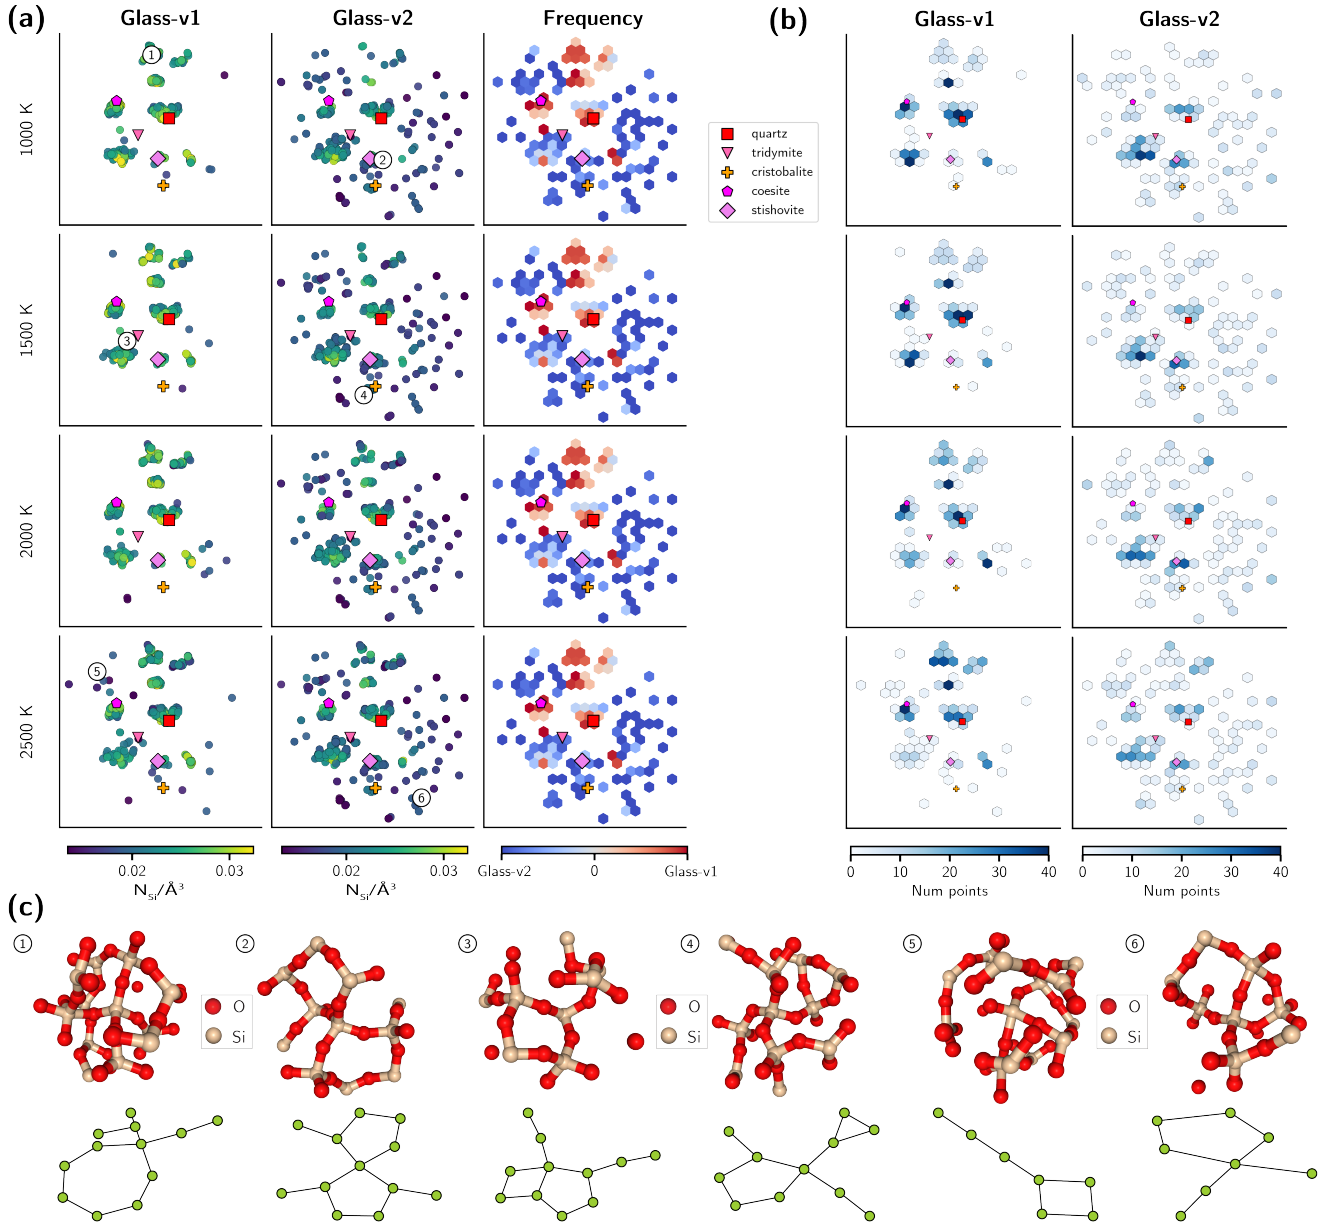 (a)
Glass-v1
Glass-v2
Frequency
(b)
Glass-v1
Glass-v2
1000 K
1500 K
2000 K
2500 K
1
2
3
4
5
6
quartz
tridymite
cristobalite
coesite
stishovite
0.02
0.03
N_Si/Å³
0.02
0.03
N_Si/Å³
Glass-v2
0
Glass-v1
0
10
20
30
40
Num points
0
10
20
30
40
Num points
(c)
1
2
3
4
5
6
O
Si
O
Si
O
Si